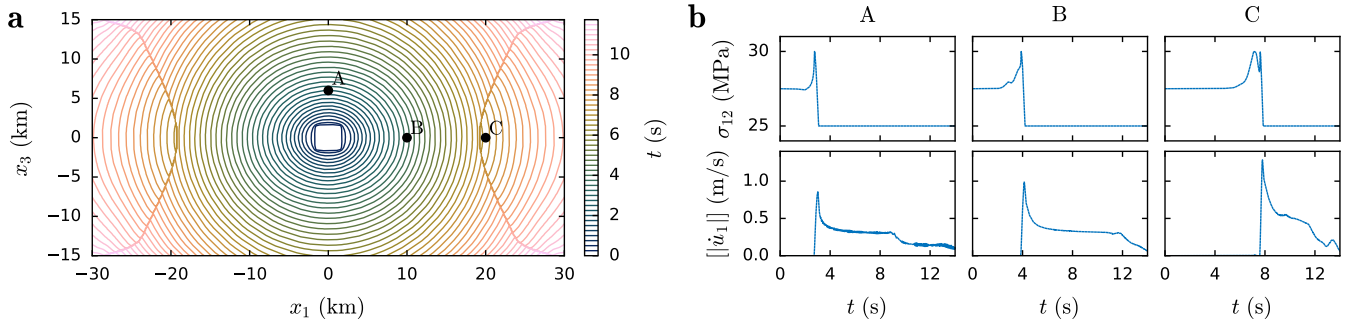 a
15
10
5
0
−5
−10
−15
x3 (km)
−30 −20 −10 0 10 20 30
x1 (km)
A
B
C
10
8
6
4
2
0
t (s)
b
A B C
30
25
σ12 (MPa)
1.0
0.5
0.0
[[|u̇1|]] (m/s)
0 4 8 12
0 4 8 12
0 4 8 12
t (s) t (s) t (s)